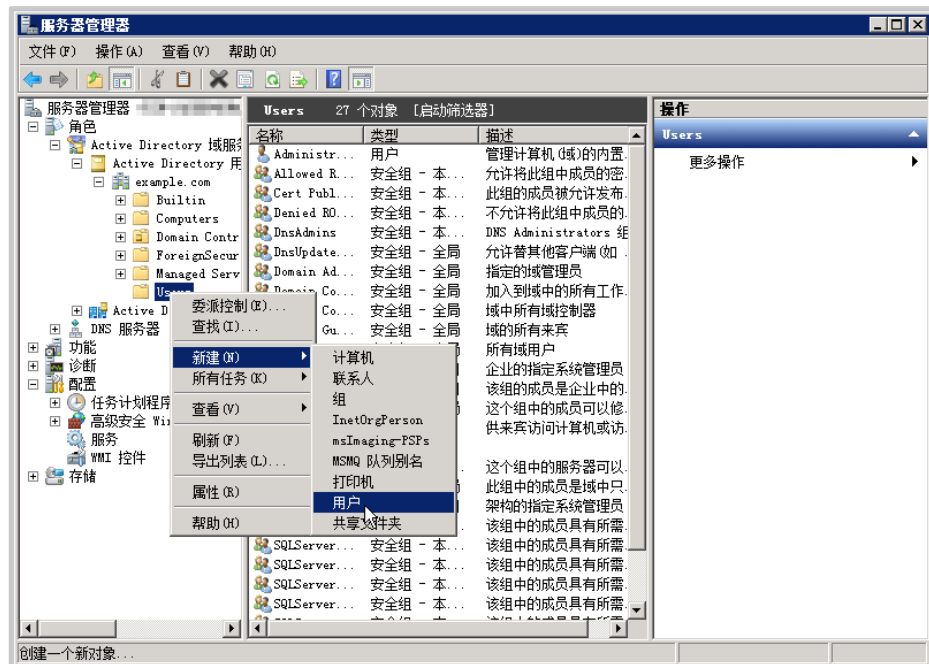 服务器管理器
文件(F) 操作(A) 查看(V) 帮助(H)
服务器管理器
角色
Active Directory 域服务
Active Directory 用
example.com
Builtin
Computers
Domain Contr
ForeignSecur
Managed Serv
Users
Active D
DNS 服务器
功能
诊断
配置
任务计划程序
高级安全 Win
服务
WMI 控件
存储
Users 27 个对象 [启动筛选器]
名称 类型 描述
Administr... 用户 管理计算机(域)的内置.
Allowed R... 安全组 - 本... 允许将此组中成员的密.
Cert Publ... 安全组 - 本... 此组的成员被允许发布.
Denied RO... 安全组 - 本... 不允许将此组中成员的.
DnsAdmins 安全组 - 本... DNS Administrators 组
DnsUpdate... 安全组 - 全局 允许替其他客户端(如 .
Domain Ad... 安全组 - 全局 指定的域管理员
Domain Co... 安全组 - 全局 加入到域中的所有工作.
Co... 安全组 - 全局 域中所有域控制器
Gu... 安全组 - 全局 域的所有来宾
所有域用户
企业的指定系统管理员
该组的成员是企业中的.
这个组中的成员可以修.
供来宾访问计算机或访.
这个组中的服务器可以.
此组中的成员是域中只.
架构的指定系统管理员
该组中的成员具有所需.
SQLServer... 安全组 - 本... 该组中的成员具有所需.
SQLServer... 安全组 - 本... 该组中的成员具有所需.
SQLServer... 安全组 - 本... 该组中的成员具有所需.
SQLServer... 安全组 - 本... 该组中的成员具有所需.
委派控制(E)...
查找(I)...
新建(N)
所有任务(K)
查看(V)
刷新(F)
导出列表(L)...
属性(R)
帮助(H)
计算机
联系人
组
InetOrgPerson
msImaging-PSPs
MSMQ 队列别名
打印机
用户
共享文件夹
操作
Users
更多操作
创建一个新对象...